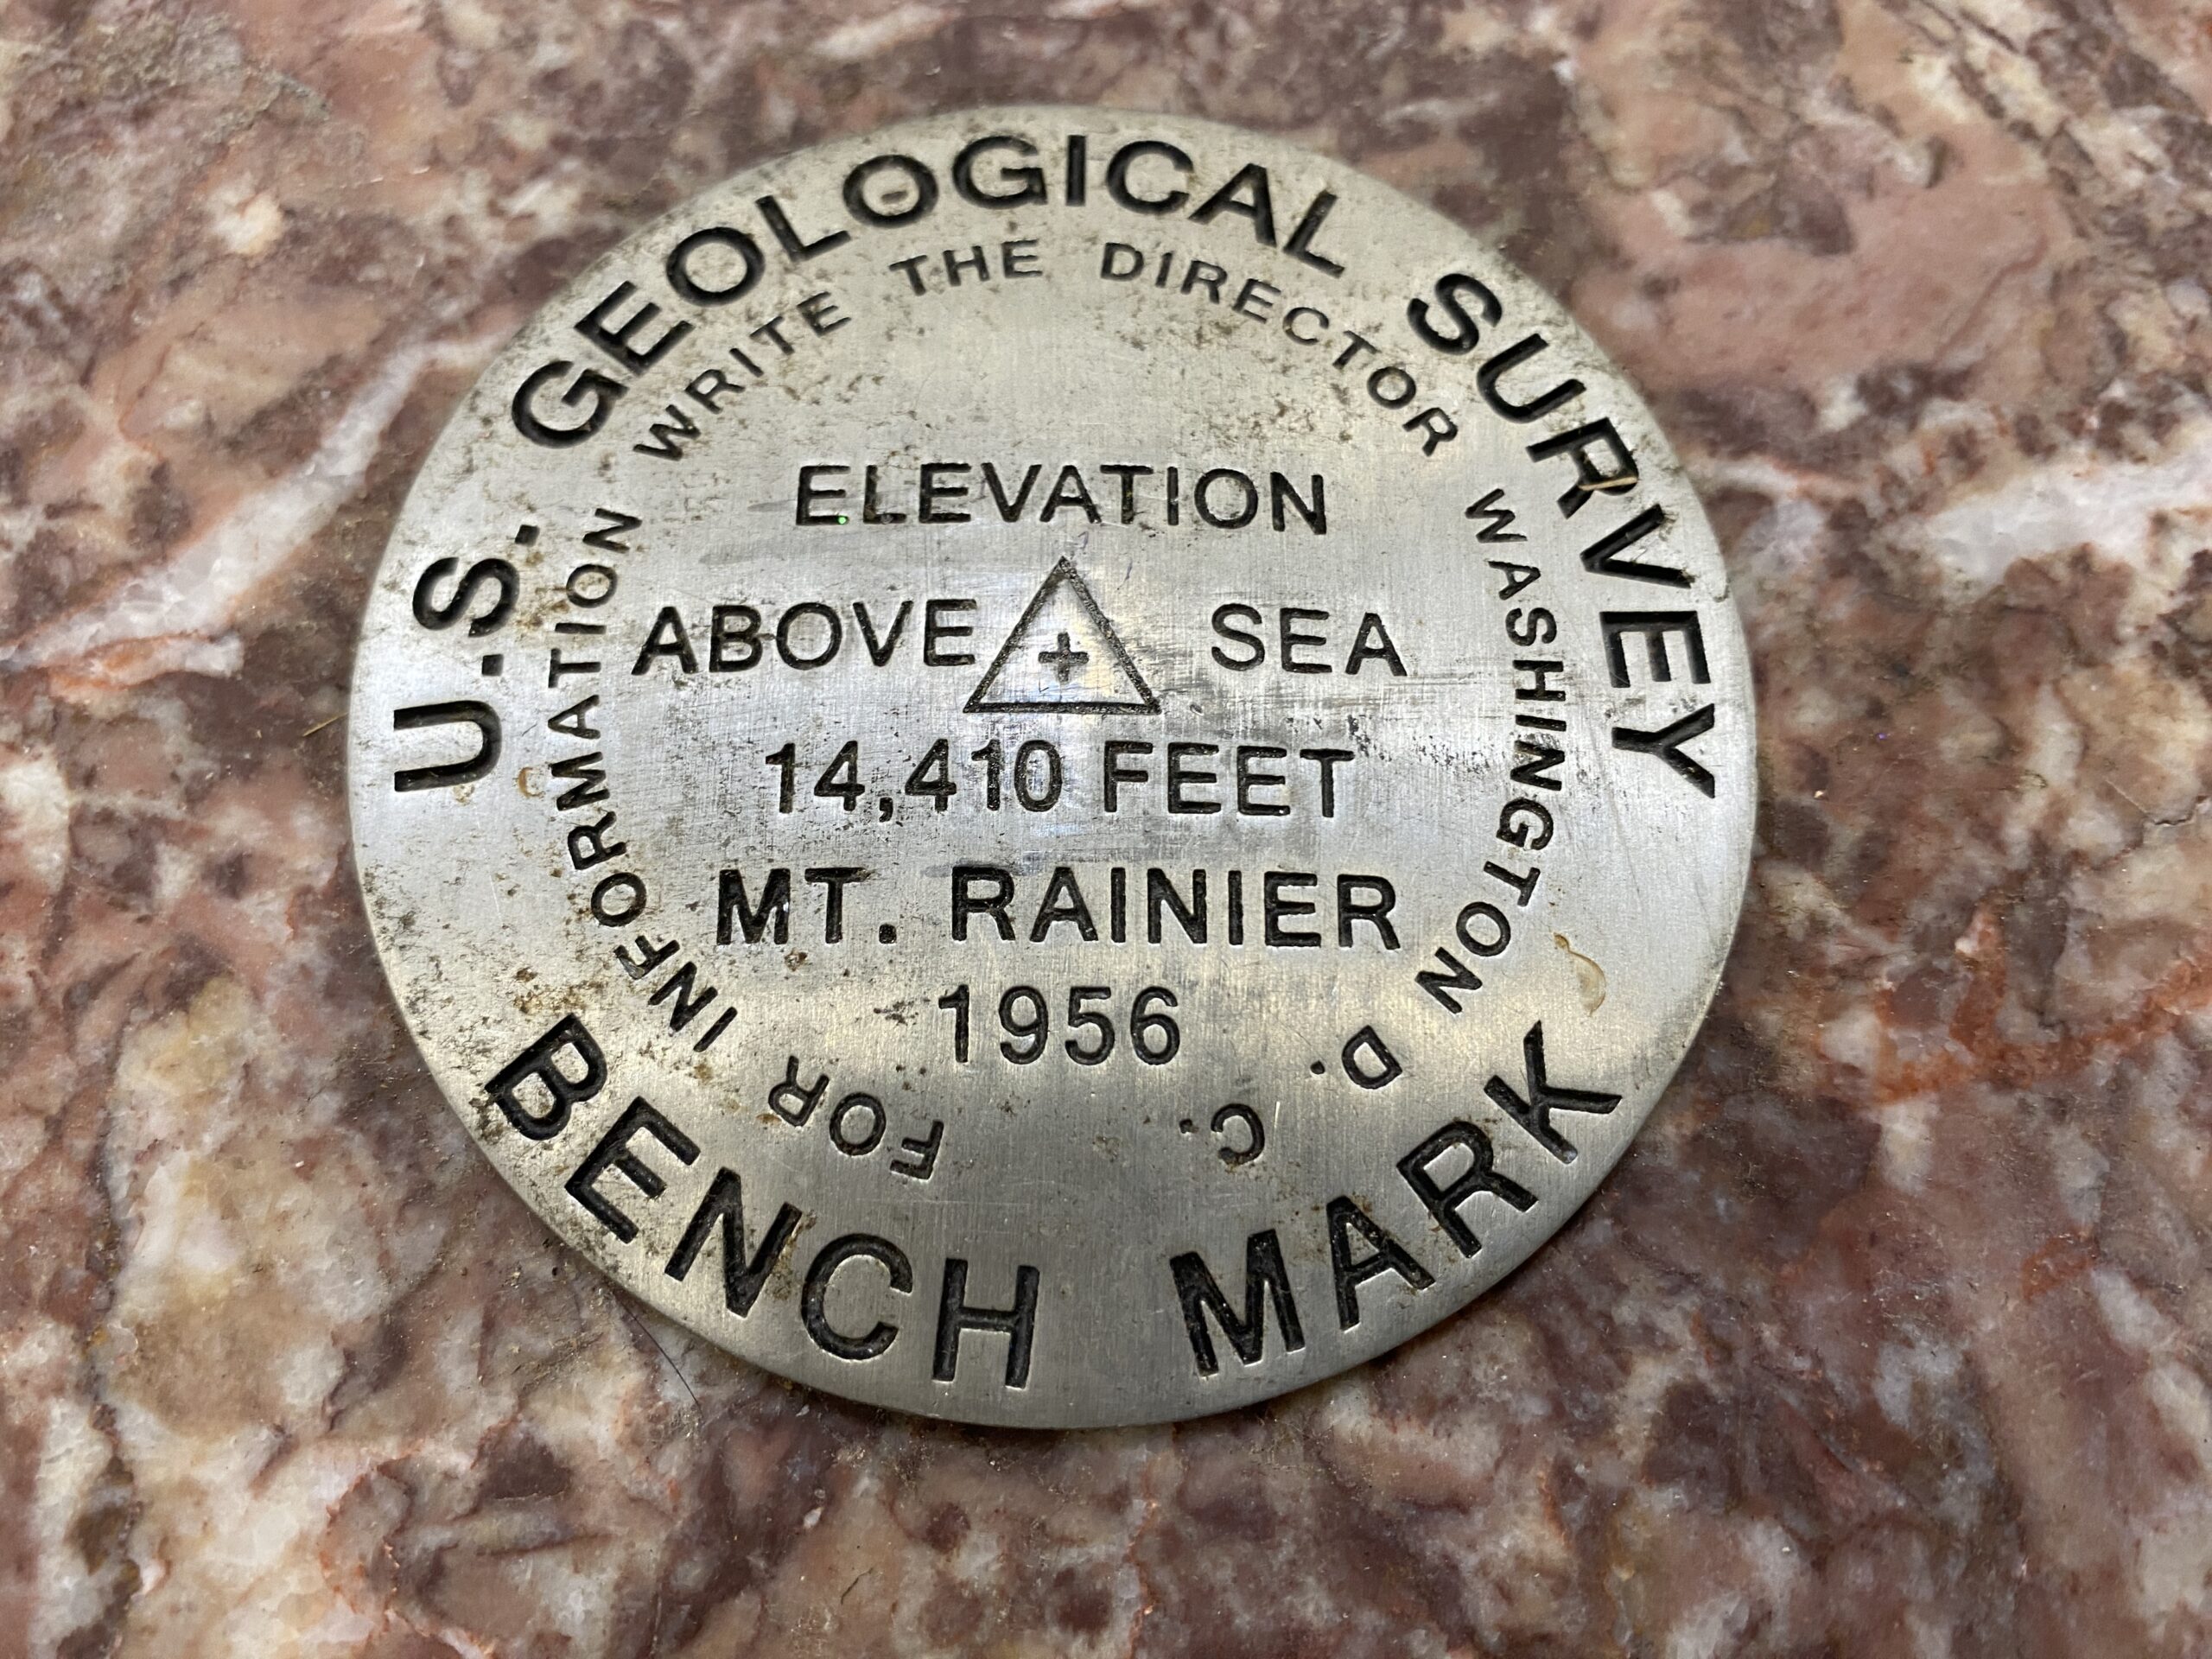 U.S. GEOLOGICAL SURVEY
FOR INFORMATION WRITE THE DIRECTOR WASHINGTON D. C.
ELEVATION
ABOVE + SEA
14,410 FEET
MT. RAINIER
1956
BENCH MARK